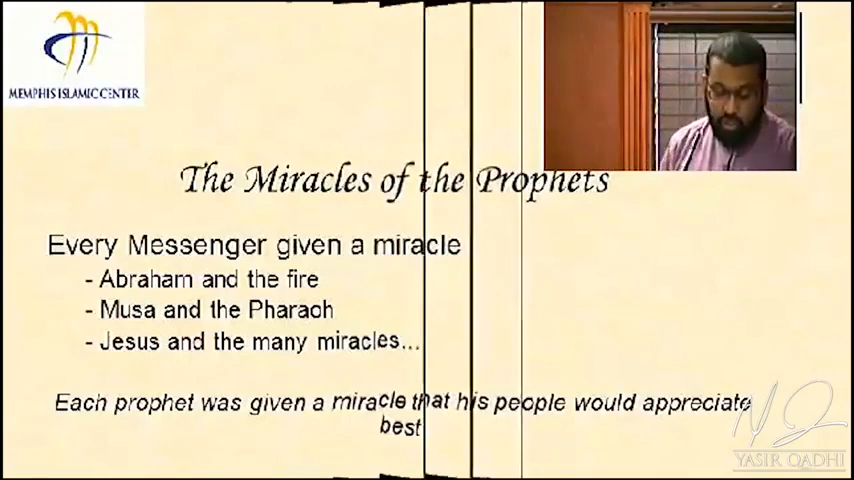 MEMPHIS ISLAMIC CENTER
The Miracles of the Prophets
Every Messenger given a miracle
- Abraham and the fire
- Musa and the Pharaoh
- Jesus and the many miracles...
Each prophet was given a miracle that his people would appreciate
best
YASIR QADHI